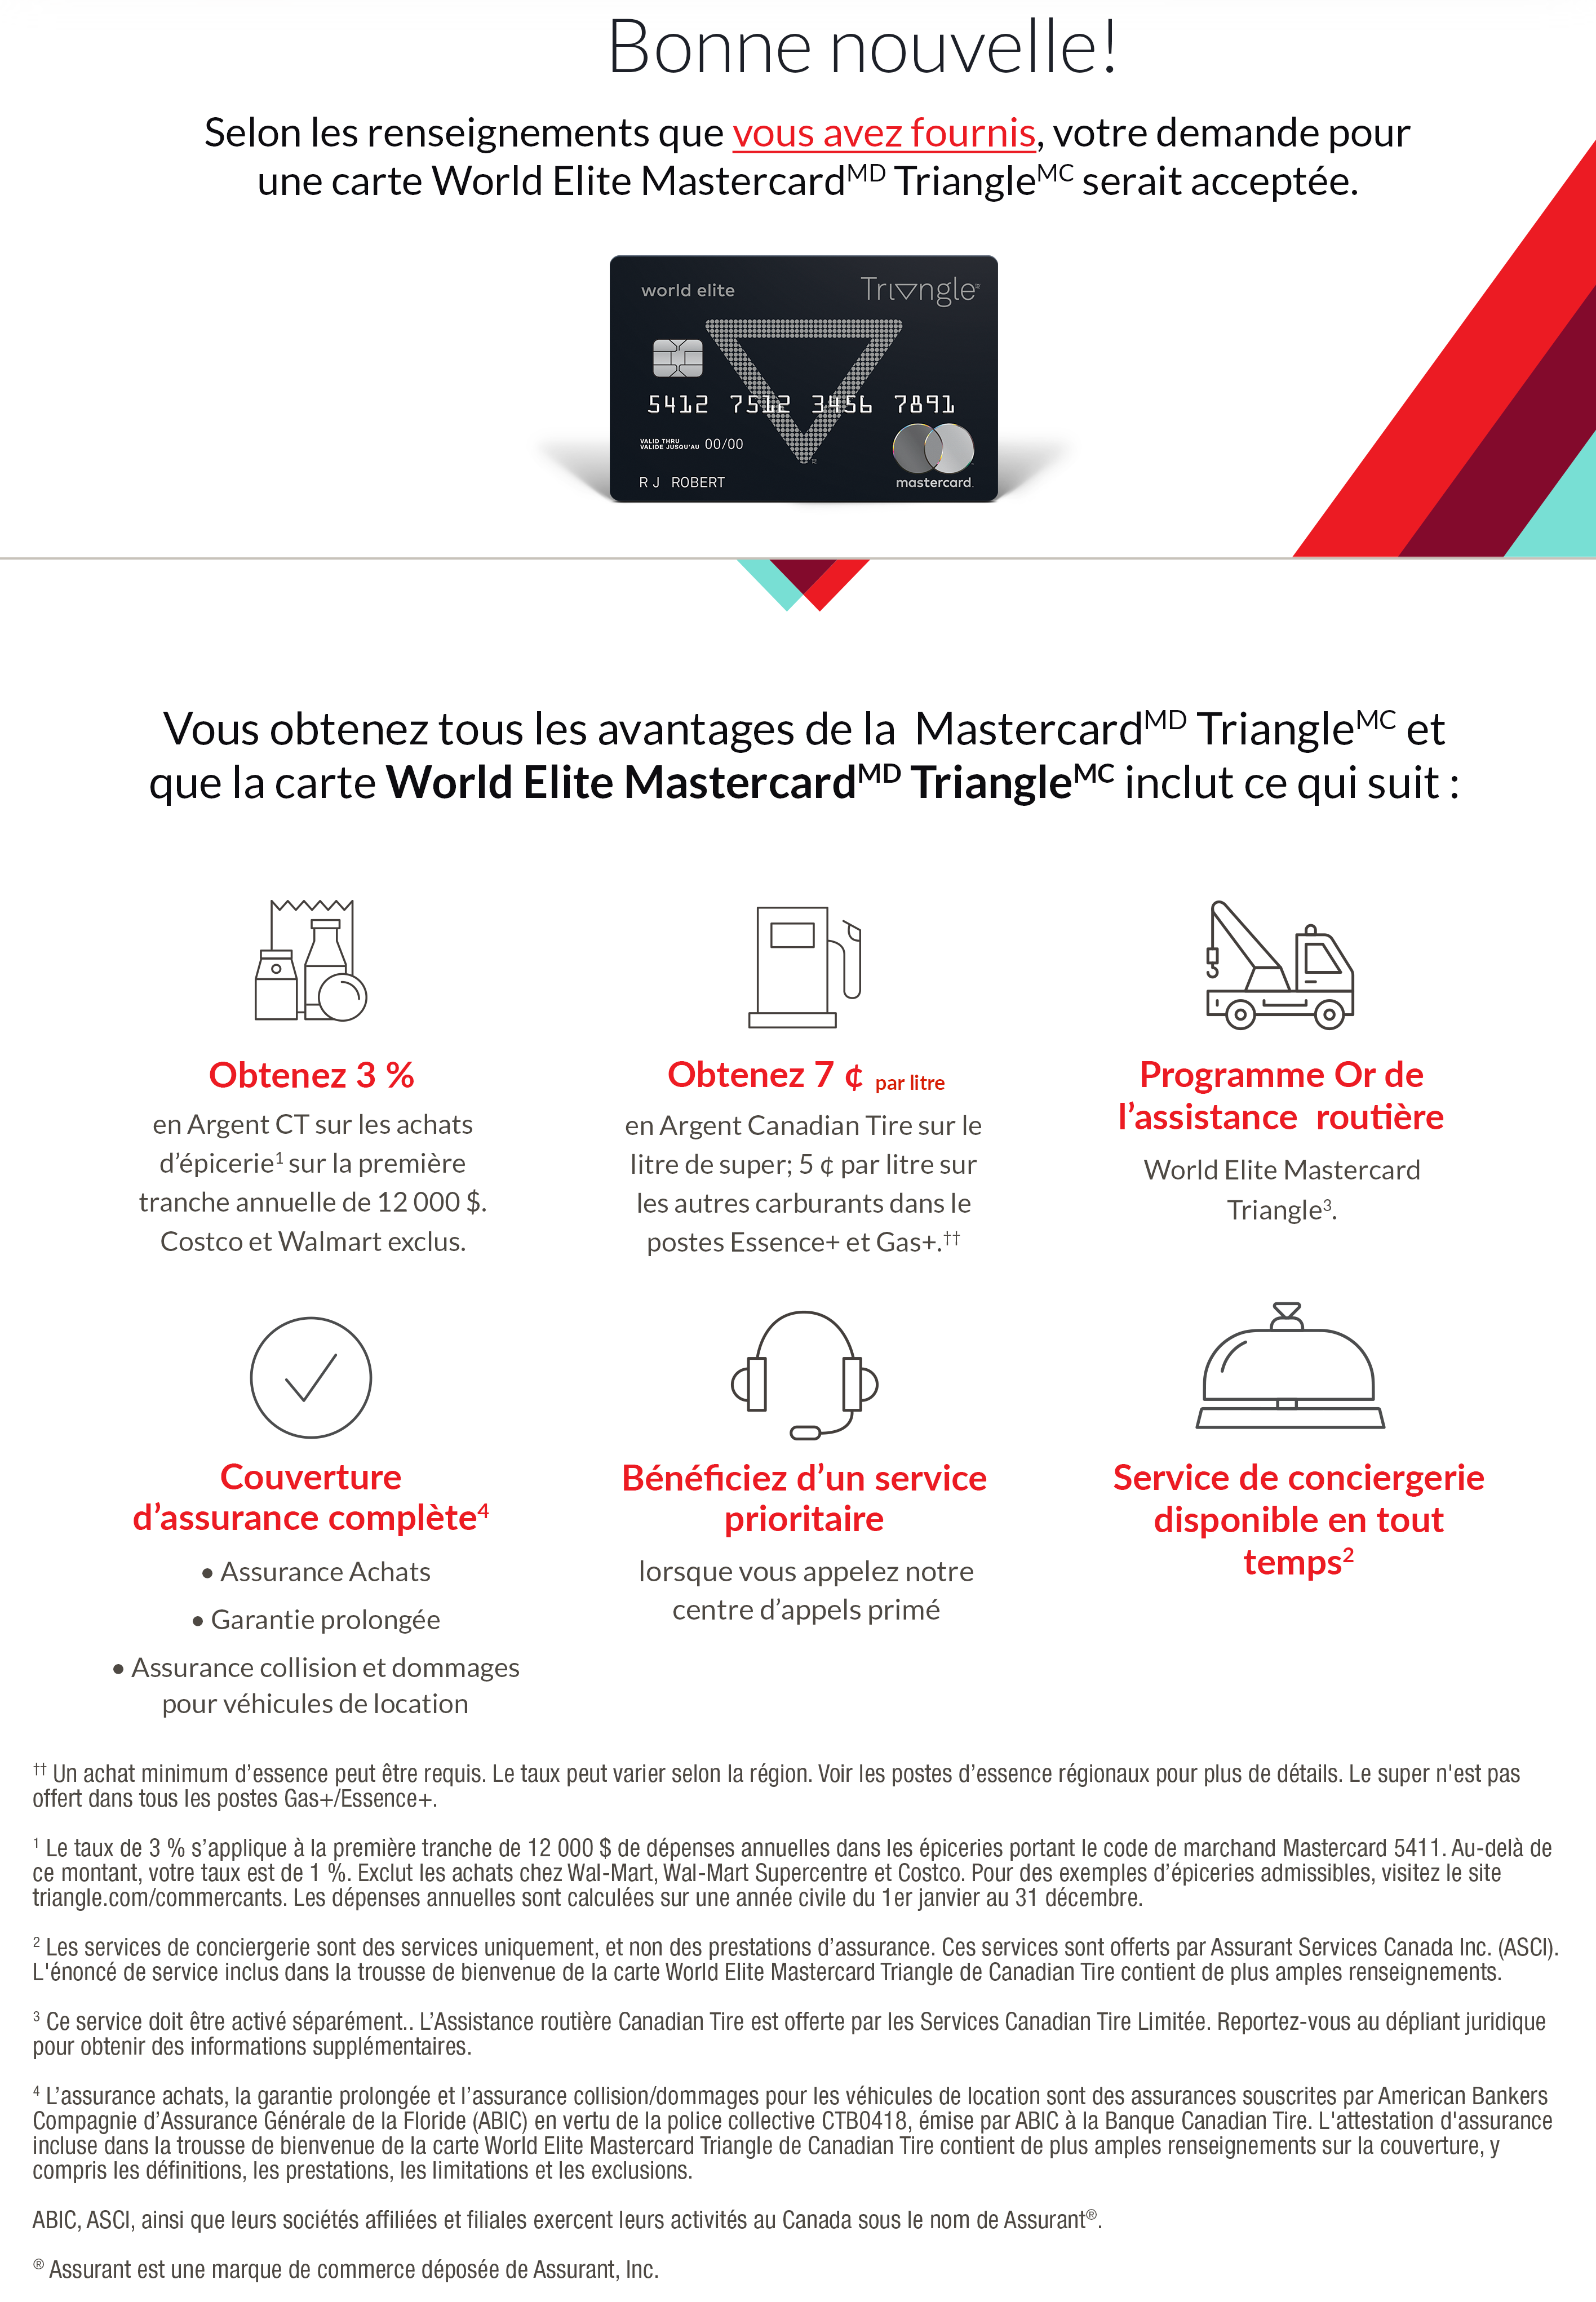 Bonne nouvelle!
Selon les renseignements que vous avez fournis, votre demande pour
une carte World Elite Mastercardᴹᴰ Triangleᴹᶜ serait acceptée.
world elite
Triangle
5412 7512 3456 7891
VALID THRU
VALIDE JUSQU'AU 00/00
R J ROBERT
mastercard.
Vous obtenez tous les avantages de la Mastercardᴹᴰ Triangleᴹᶜ et
que la carte World Elite Mastercardᴹᴰ Triangleᴹᶜ inclut ce qui suit :
Obtenez 3 %
en Argent CT sur les achats
d’épicerie¹ sur la première
tranche annuelle de 12 000 $.
Costco et Walmart exclus.
Obtenez 7 ¢ par litre
en Argent Canadian Tire sur le
litre de super; 5 ¢ par litre sur
les autres carburants dans le
postes Essence+ et Gas+.††
Programme Or de
l’assistance routière
World Elite Mastercard
Triangle³.
Couverture
d’assurance complète⁴
• Assurance Achats
• Garantie prolongée
• Assurance collision et dommages
pour véhicules de location
Bénéficiez d’un service
prioritaire
lorsque vous appelez notre
centre d’appels primé
Service de conciergerie
disponible en tout
temps²
†† Un achat minimum d’essence peut être requis. Le taux peut varier selon la région. Voir les postes d’essence régionaux pour plus de détails. Le super n'est pas
offert dans tous les postes Gas+/Essence+.
¹ Le taux de 3 % s’applique à la première tranche de 12 000 $ de dépenses annuelles dans les épiceries portant le code de marchand Mastercard 5411. Au-delà de
ce montant, votre taux est de 1 %. Exclut les achats chez Wal-Mart, Wal-Mart Supercentre et Costco. Pour des exemples d’épiceries admissibles, visitez le site
triangle.com/commercants. Les dépenses annuelles sont calculées sur une année civile du 1er janvier au 31 décembre.
² Les services de conciergerie sont des services uniquement, et non des prestations d’assurance. Ces services sont offerts par Assurant Services Canada Inc. (ASCI).
L'énoncé de service inclus dans la trousse de bienvenue de la carte World Elite Mastercard Triangle de Canadian Tire contient de plus amples renseignements.
³ Ce service doit être activé séparément.. L’Assistance routière Canadian Tire est offerte par les Services Canadian Tire Limitée. Reportez-vous au dépliant juridique
pour obtenir des informations supplémentaires.
⁴ L’assurance achats, la garantie prolongée et l’assurance collision/dommages pour les véhicules de location sont des assurances souscrites par American Bankers
Compagnie d’Assurance Générale de la Floride (ABIC) en vertu de la police collective CTB0418, émise par ABIC à la Banque Canadian Tire. L'attestation d'assurance
incluse dans la trousse de bienvenue de la carte World Elite Mastercard Triangle de Canadian Tire contient de plus amples renseignements sur la couverture, y
compris les définitions, les prestations, les limitations et les exclusions.
ABIC, ASCI, ainsi que leurs sociétés affiliées et filiales exercent leurs activités au Canada sous le nom de Assurant®.
® Assurant est une marque de commerce déposée de Assurant, Inc.